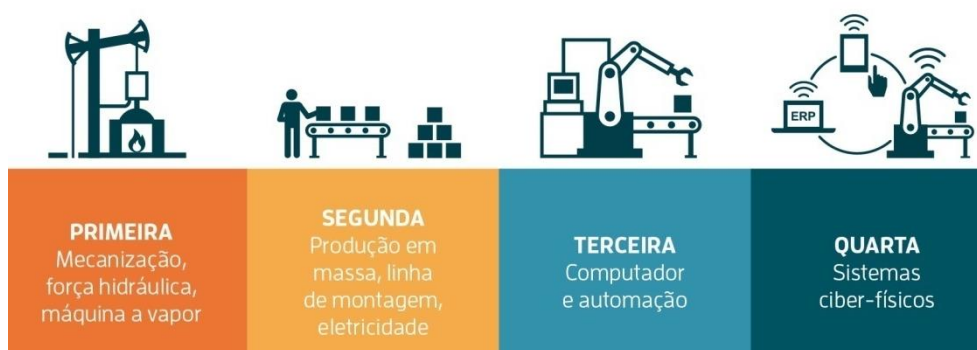 ERP
PRIMEIRA
Mecanização,
força hidráulica,
máquina a vapor
SEGUNDA
Produção em
massa, linha
de montagem,
eletricidade
TERCEIRA
Computador
e automação
QUARTA
Sistemas
ciber-físicos